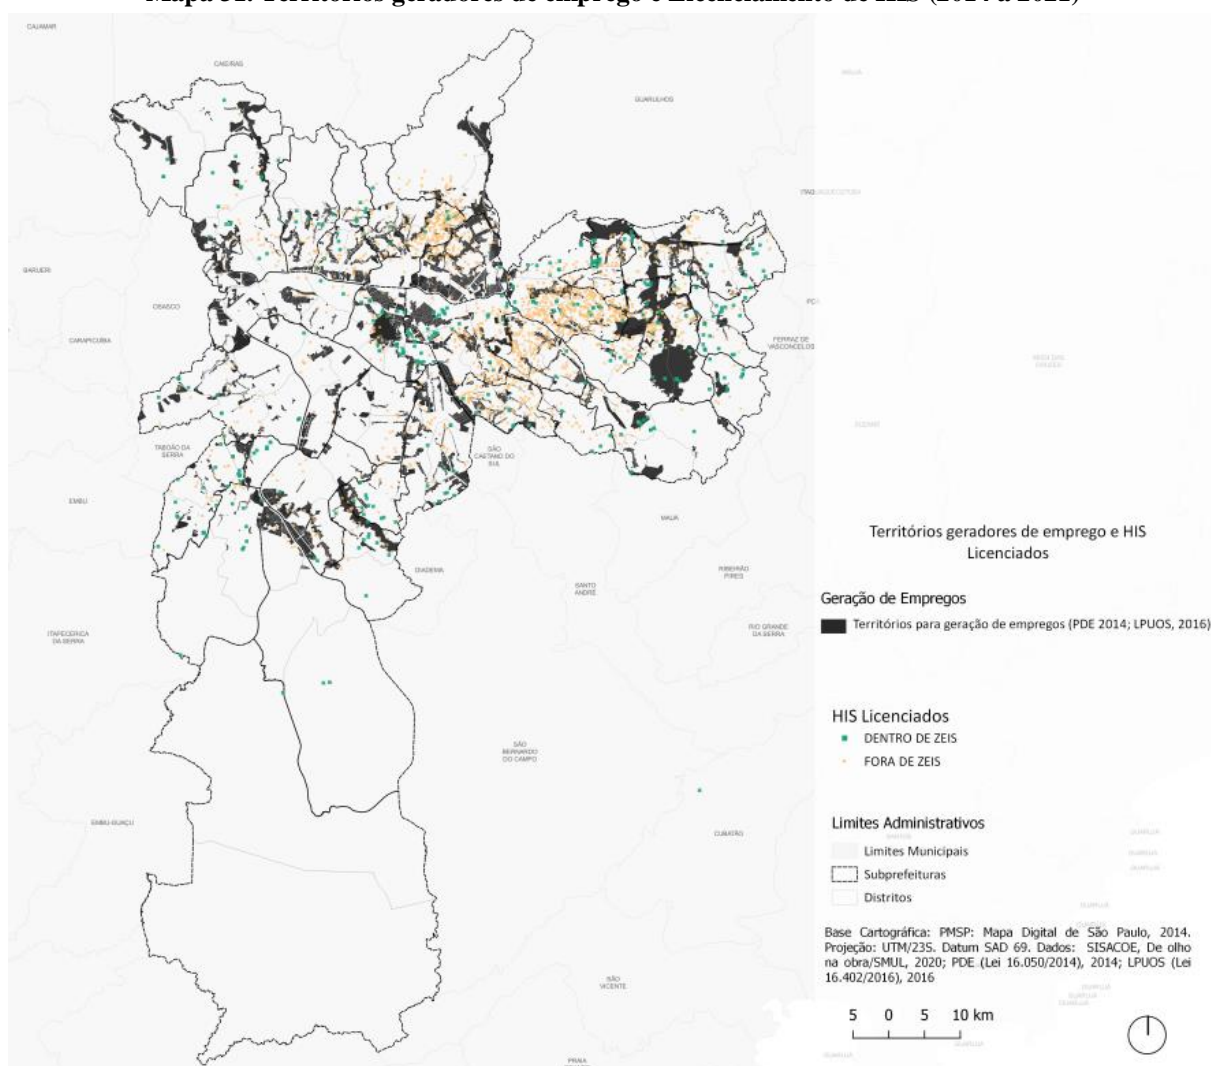 CAJAMAR
CAIEIRAS
GUARULHOS
BARUERI
OSASCO
CARAPICUÍBA
FERRAZ DE
VASCONCELOS
TABOÃO DA
SERRA
SÃO
CAETANO DO
SUL
EMBU
MAUÁ
DIADEMA
SANTO
ANDRÉ
RIBEIRÃO
PIRES
ITAPECERICA
DA SERRA
RIO GRANDE
DA SERRA
SÃO
BERNARDO
DO CAMPO
EMBU-GUAÇU
CUBATÃO
SÃO
VICENTE
PRAIA
Territórios geradores de emprego e HIS
Licenciados
Geração de Empregos
Territórios para geração de empregos (PDE 2014; LPUOS, 2016)
HIS Licenciados
DENTRO DE ZEIS
FORA DE ZEIS
Limites Administrativos
Limites Municipais
Subprefeituras
Distritos
Base Cartográfica: PMSP: Mapa Digital de São Paulo, 2014.
Projeção: UTM/23S. Datum SAD 69. Dados: SISACOE, De olho
na obra/SMUL, 2020; PDE (Lei 16.050/2014), 2014; LPUOS (Lei
16.402/2016), 2016
5 0 5 10 km